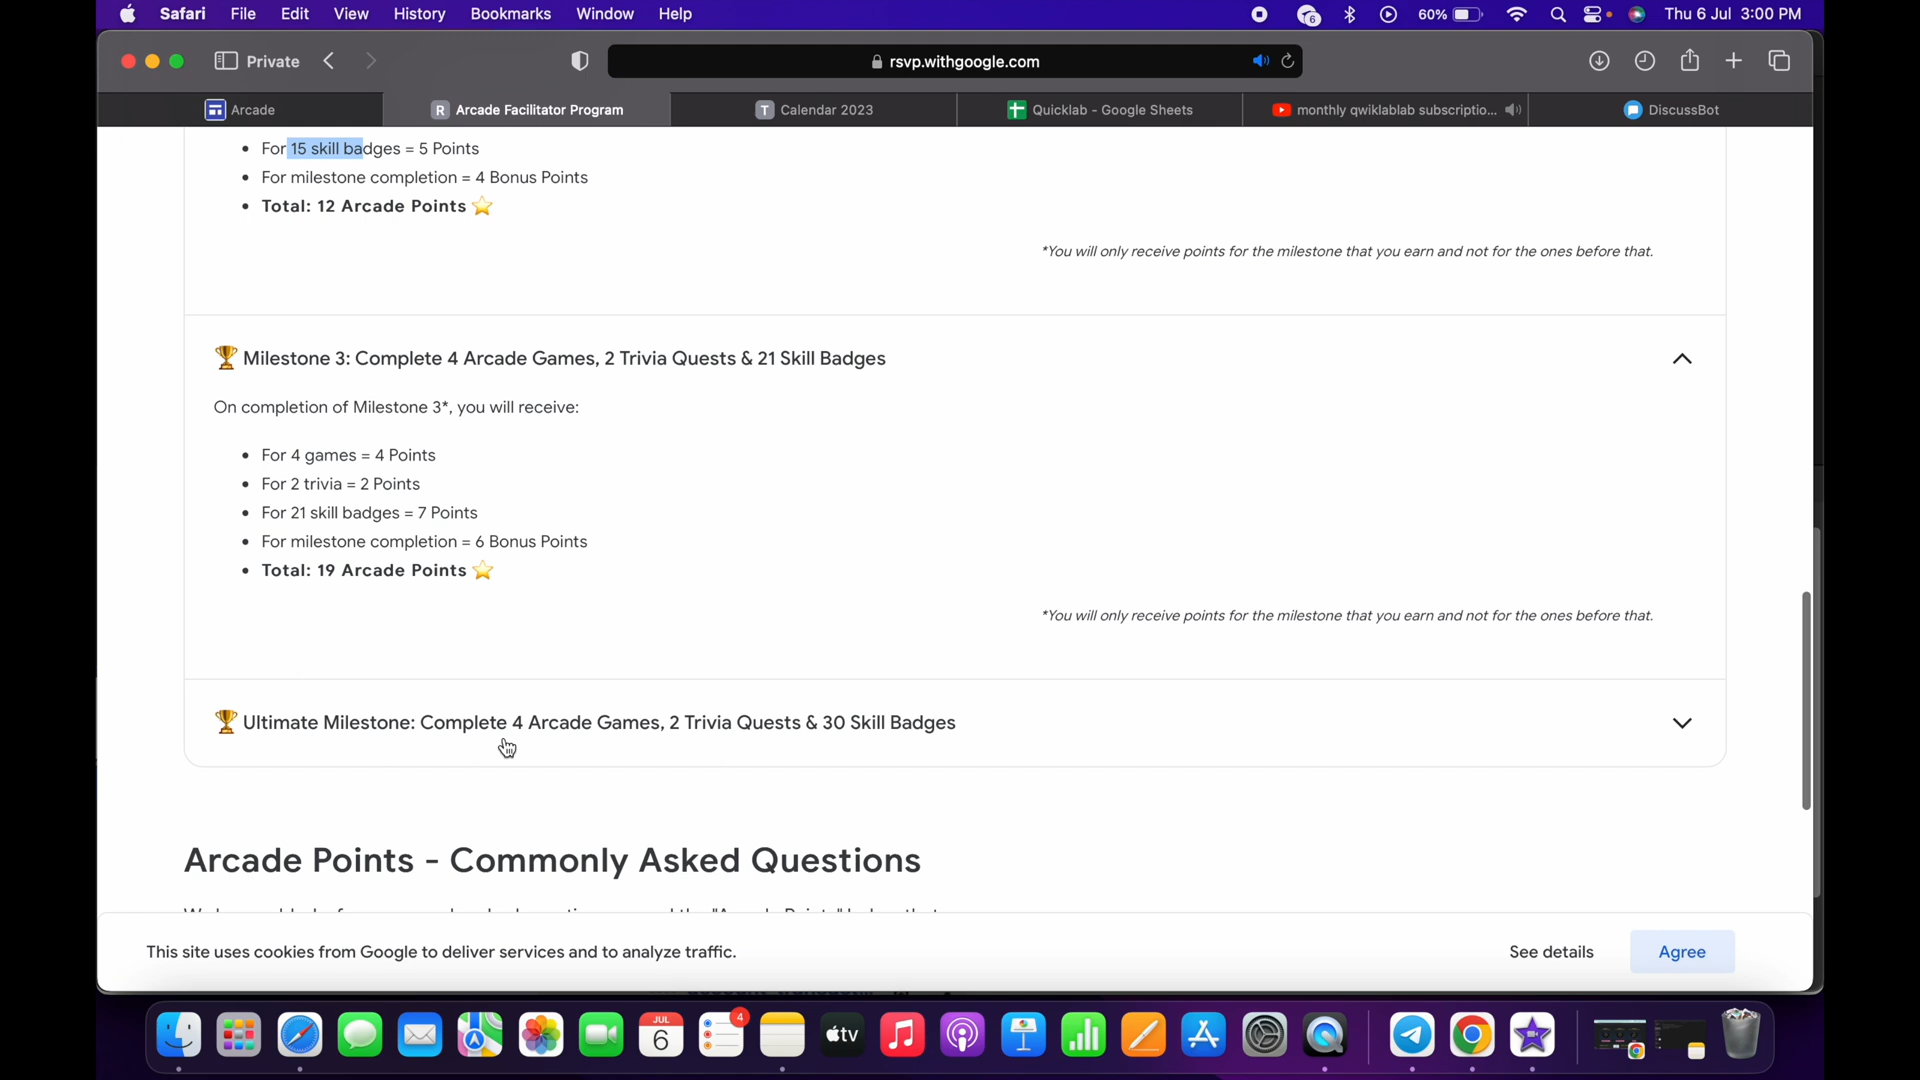 Safari File Edit View History Bookmarks Window Help 6 60% Thu 6 Jul 3:00 PM
Private rsvp.withgoogle.com
Arcade R Arcade Facilitator Program T Calendar 2023 Quicklab - Google Sheets monthly qwiklablab subscriptio... DiscussBot
• For 15 skill badges = 5 Points
• For milestone completion = 4 Bonus Points
• Total: 12 Arcade Points ⭐
*You will only receive points for the milestone that you earn and not for the ones before that.
🏆 Milestone 3: Complete 4 Arcade Games, 2 Trivia Quests & 21 Skill Badges
On completion of Milestone 3*, you will receive:
• For 4 games = 4 Points
• For 2 trivia = 2 Points
• For 21 skill badges = 7 Points
• For milestone completion = 6 Bonus Points
• Total: 19 Arcade Points ⭐
*You will only receive points for the milestone that you earn and not for the ones before that.
🏆 Ultimate Milestone: Complete 4 Arcade Games, 2 Trivia Quests & 30 Skill Badges
Arcade Points - Commonly Asked Questions
This site uses cookies from Google to deliver services and to analyze traffic. See details Agree
JUL 6 4 tv